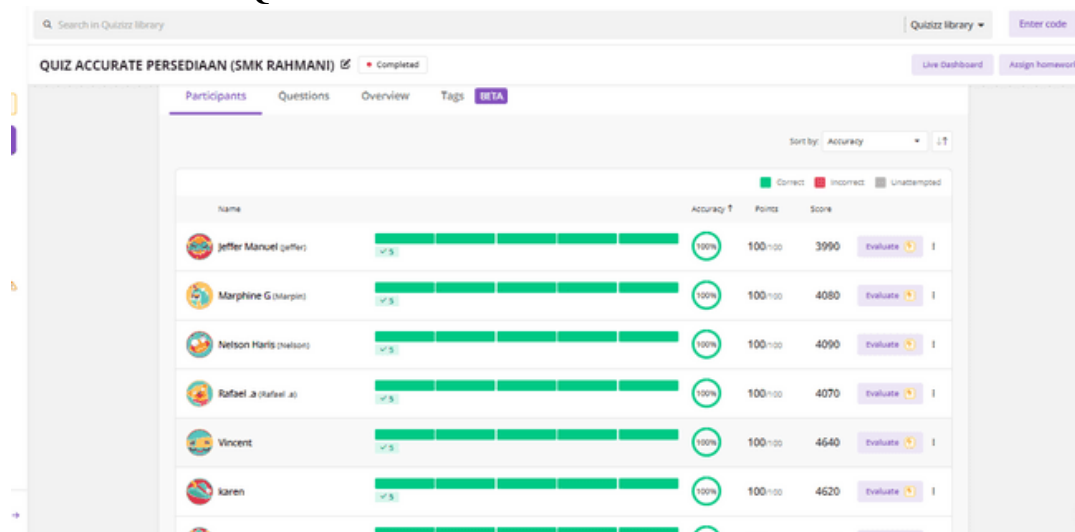 Search in Quizizz library
Quizizz library
Enter code
QUIZ ACCURATE PERSEDIAAN (SMK RAHMANI)
Completed
Live Dashboard
Assign homework
Participants Questions Overview Tags BETA
Sort by: Accuracy
Correct Incorrect Unattempted
Name Accuracy Points Score
Jeffer Manuel (jeffer) 5 100% 100/100 3990 Evaluate
Marphine G (Marpin) 5 100% 100/100 4080 Evaluate
Nelson Haris (Nelson) 5 100% 100/100 4090 Evaluate
Rafael .a (Rafael .a) 5 100% 100/100 4070 Evaluate
Vincent 5 100% 100/100 4640 Evaluate
karen 5 100% 100/100 4620 Evaluate